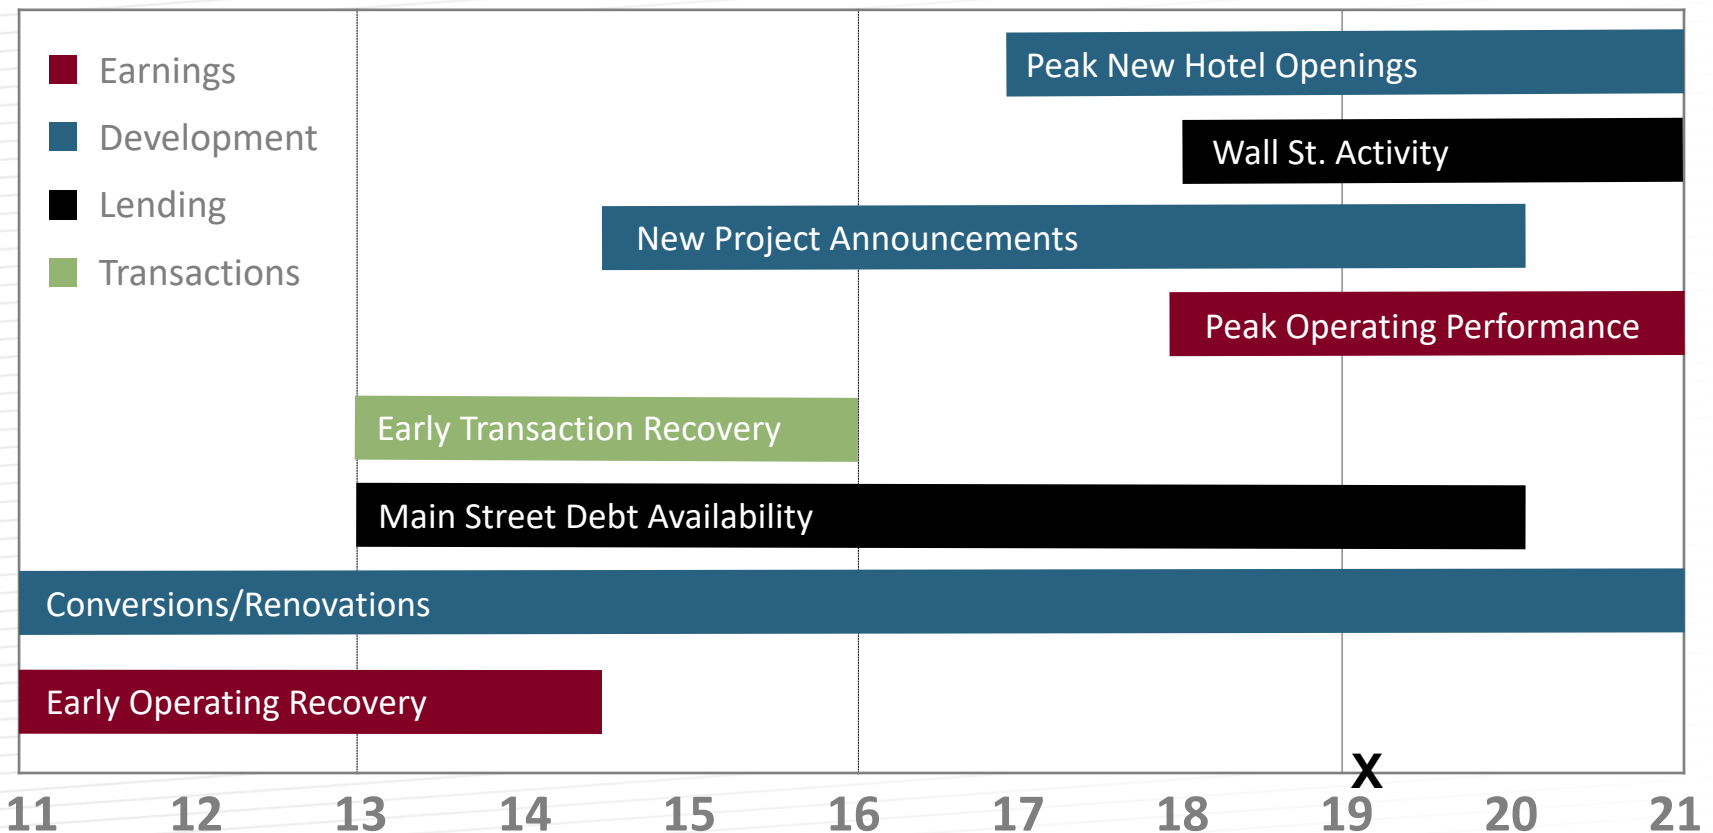 Earnings
Development
Lending
Transactions
Peak New Hotel Openings
Wall St. Activity
New Project Announcements
Peak Operating Performance
Early Transaction Recovery
Main Street Debt Availability
Conversions/Renovations
Early Operating Recovery
X
11 12 13 14 15 16 17 18 19 20 21